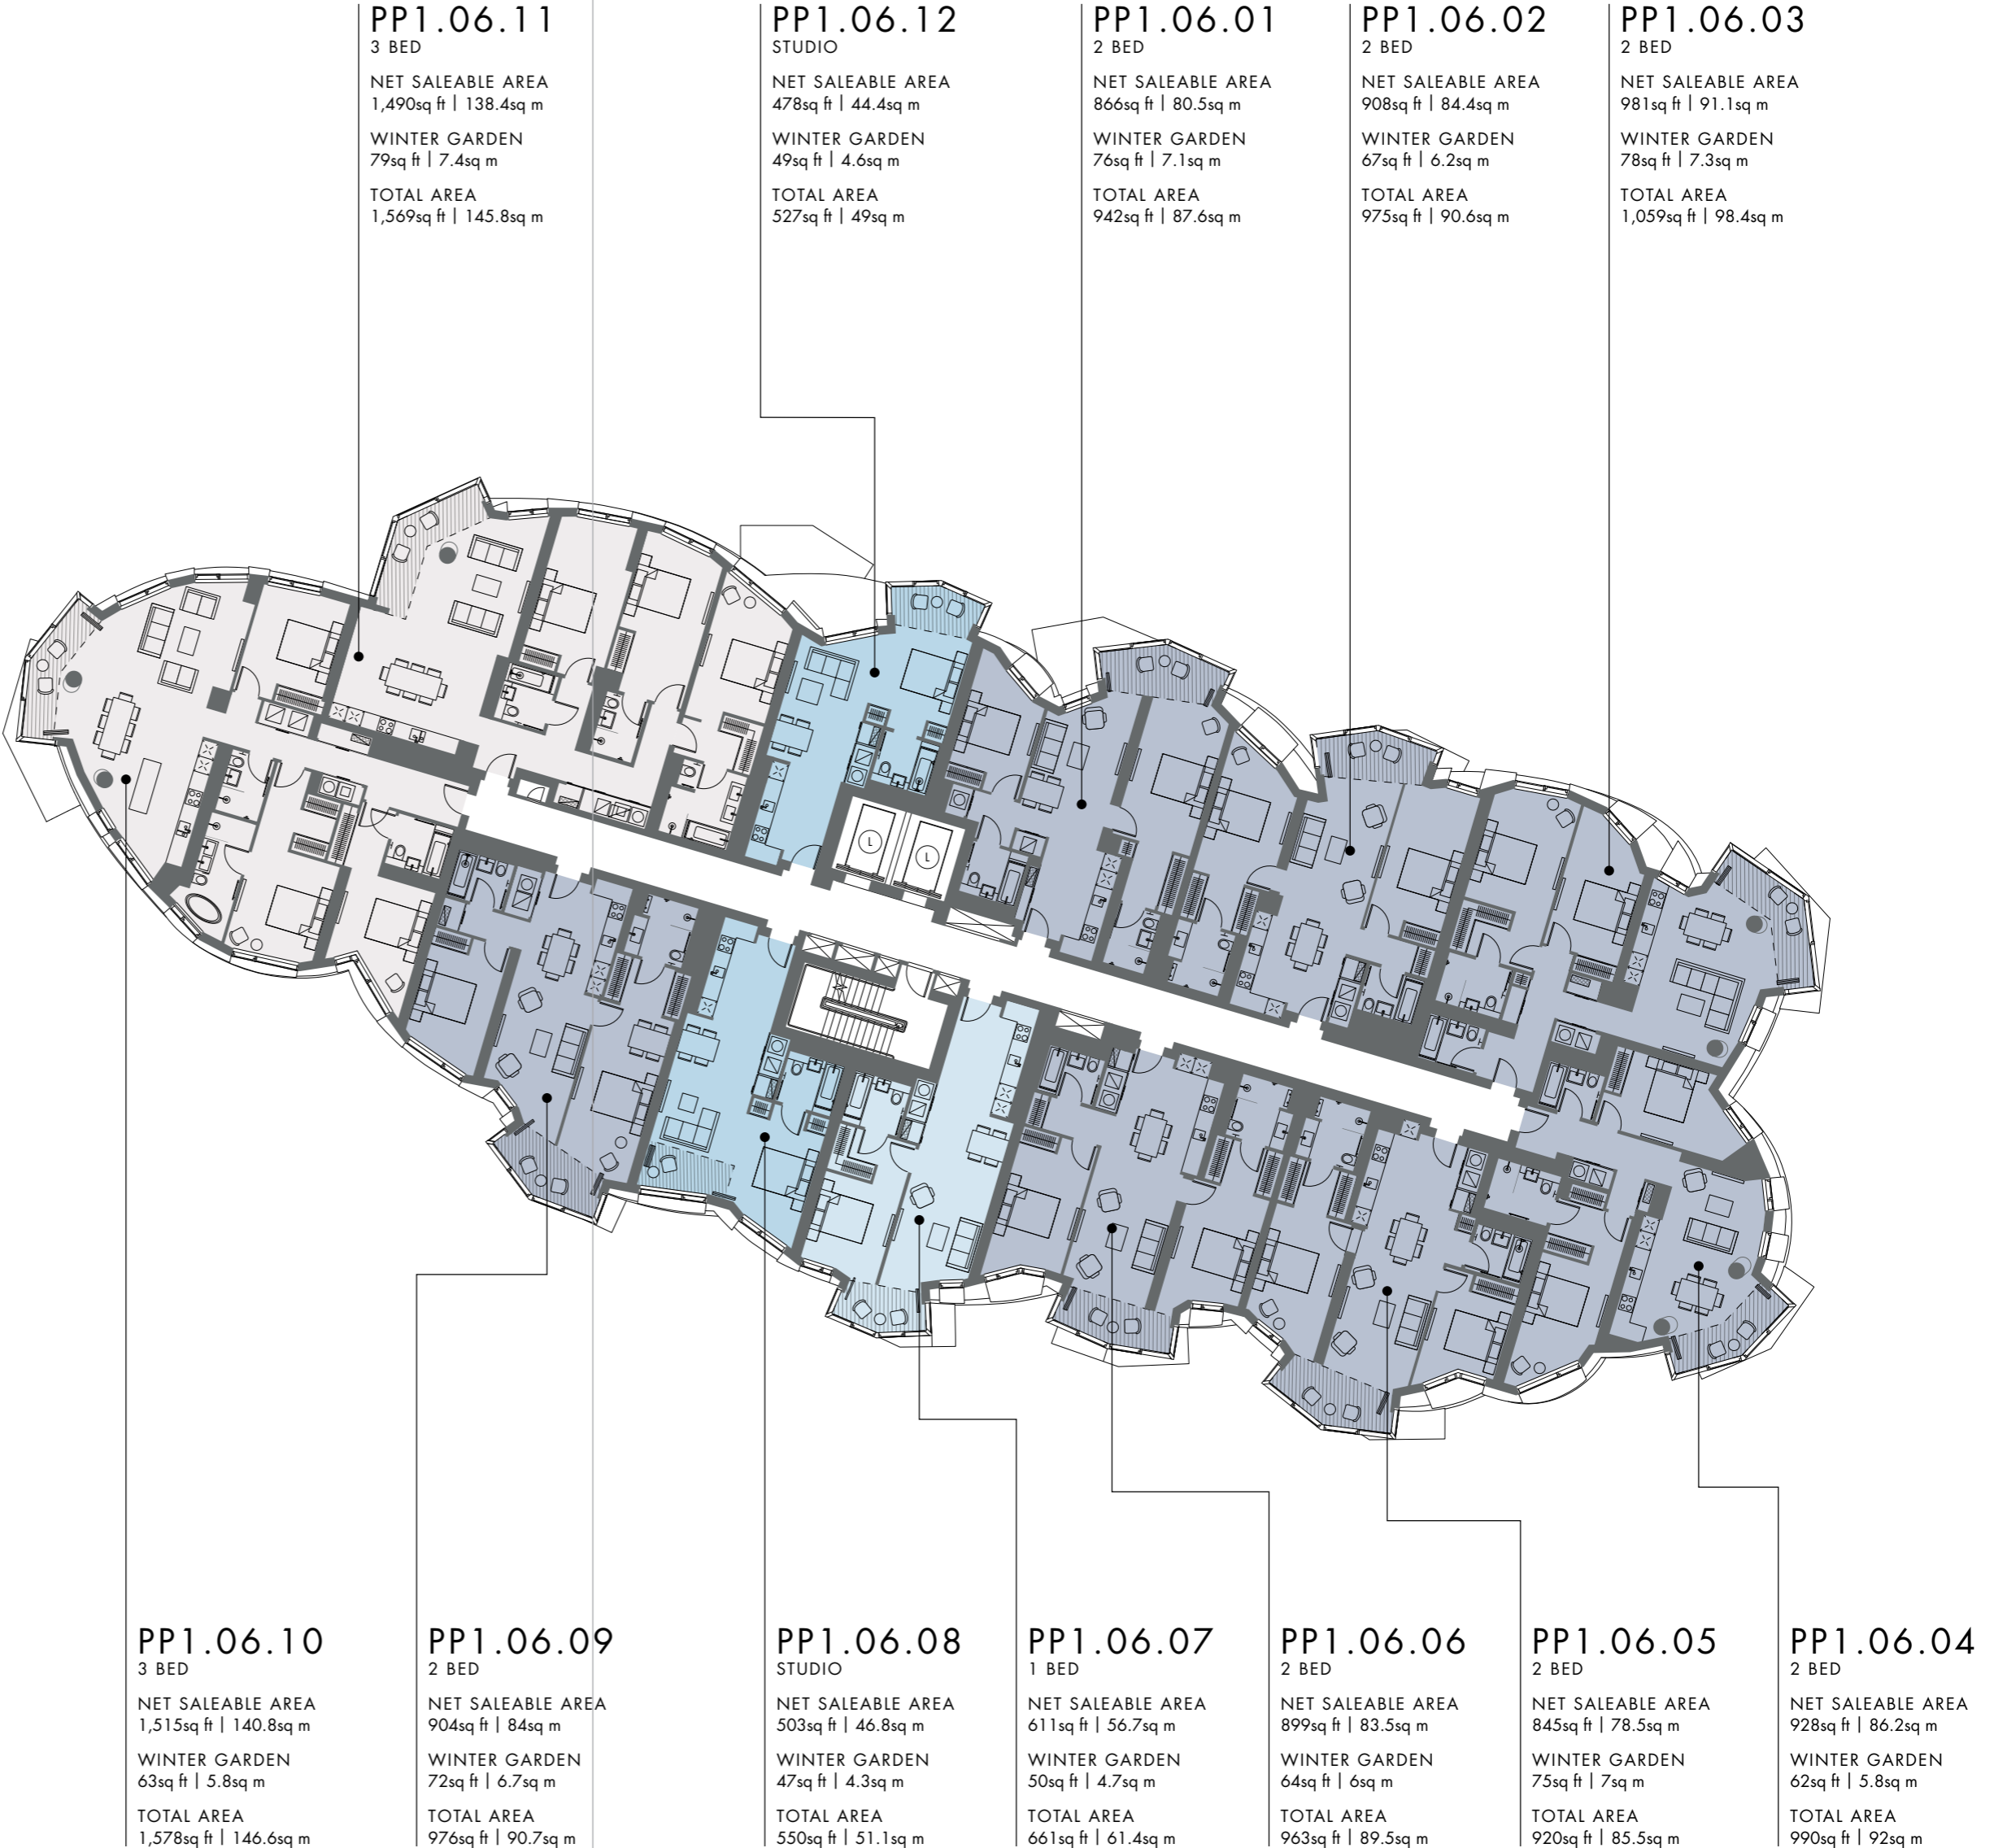 PP1.06.11
3 BED
NET SALEABLE AREA
1,490sq ft | 138.4sq m
WINTER GARDEN
79sq ft | 7.4sq m
TOTAL AREA
1,569sq ft | 145.8sq m
PP1.06.12
STUDIO
NET SALEABLE AREA
478sq ft | 44.4sq m
WINTER GARDEN
49sq ft | 4.6sq m
TOTAL AREA
527sq ft | 49sq m
PP1.06.01
2 BED
NET SALEABLE AREA
866sq ft | 80.5sq m
WINTER GARDEN
76sq ft | 7.1sq m
TOTAL AREA
942sq ft | 87.6sq m
PP1.06.02
2 BED
NET SALEABLE AREA
908sq ft | 84.4sq m
WINTER GARDEN
67sq ft | 6.2sq m
TOTAL AREA
975sq ft | 90.6sq m
PP1.06.03
2 BED
NET SALEABLE AREA
981sq ft | 91.1sq m
WINTER GARDEN
78sq ft | 7.3sq m
TOTAL AREA
1,059sq ft | 98.4sq m
L
L
PP1.06.10
3 BED
NET SALEABLE AREA
1,515sq ft | 140.8sq m
WINTER GARDEN
63sq ft | 5.8sq m
TOTAL AREA
1,578sq ft | 146.6sq m
PP1.06.09
2 BED
NET SALEABLE AREA
904sq ft | 84sq m
WINTER GARDEN
72sq ft | 6.7sq m
TOTAL AREA
976sq ft | 90.7sq m
PP1.06.08
STUDIO
NET SALEABLE AREA
503sq ft | 46.8sq m
WINTER GARDEN
47sq ft | 4.3sq m
TOTAL AREA
550sq ft | 51.1sq m
PP1.06.07
1 BED
NET SALEABLE AREA
611sq ft | 56.7sq m
WINTER GARDEN
50sq ft | 4.7sq m
TOTAL AREA
661sq ft | 61.4sq m
PP1.06.06
2 BED
NET SALEABLE AREA
899sq ft | 83.5sq m
WINTER GARDEN
64sq ft | 6sq m
TOTAL AREA
963sq ft | 89.5sq m
PP1.06.05
2 BED
NET SALEABLE AREA
845sq ft | 78.5sq m
WINTER GARDEN
75sq ft | 7sq m
TOTAL AREA
920sq ft | 85.5sq m
PP1.06.04
2 BED
NET SALEABLE AREA
928sq ft | 86.2sq m
WINTER GARDEN
62sq ft | 5.8sq m
TOTAL AREA
990sq ft | 92sq m